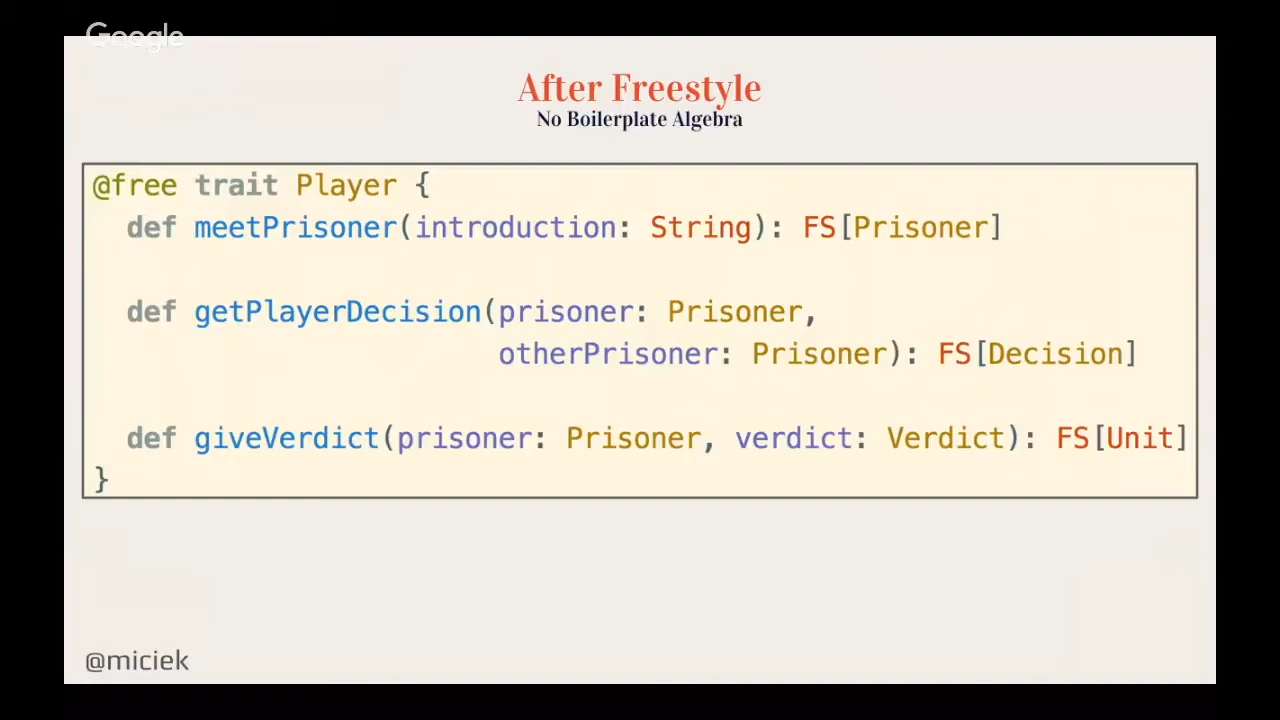 Google
After Freestyle
No Boilerplate Algebra
@free trait Player {
  def meetPrisoner(introduction: String): FS[Prisoner]
  def getPlayerDecision(prisoner: Prisoner,
                        otherPrisoner: Prisoner): FS[Decision]
  def giveVerdict(prisoner: Prisoner, verdict: Verdict): FS[Unit]
}
@miciek